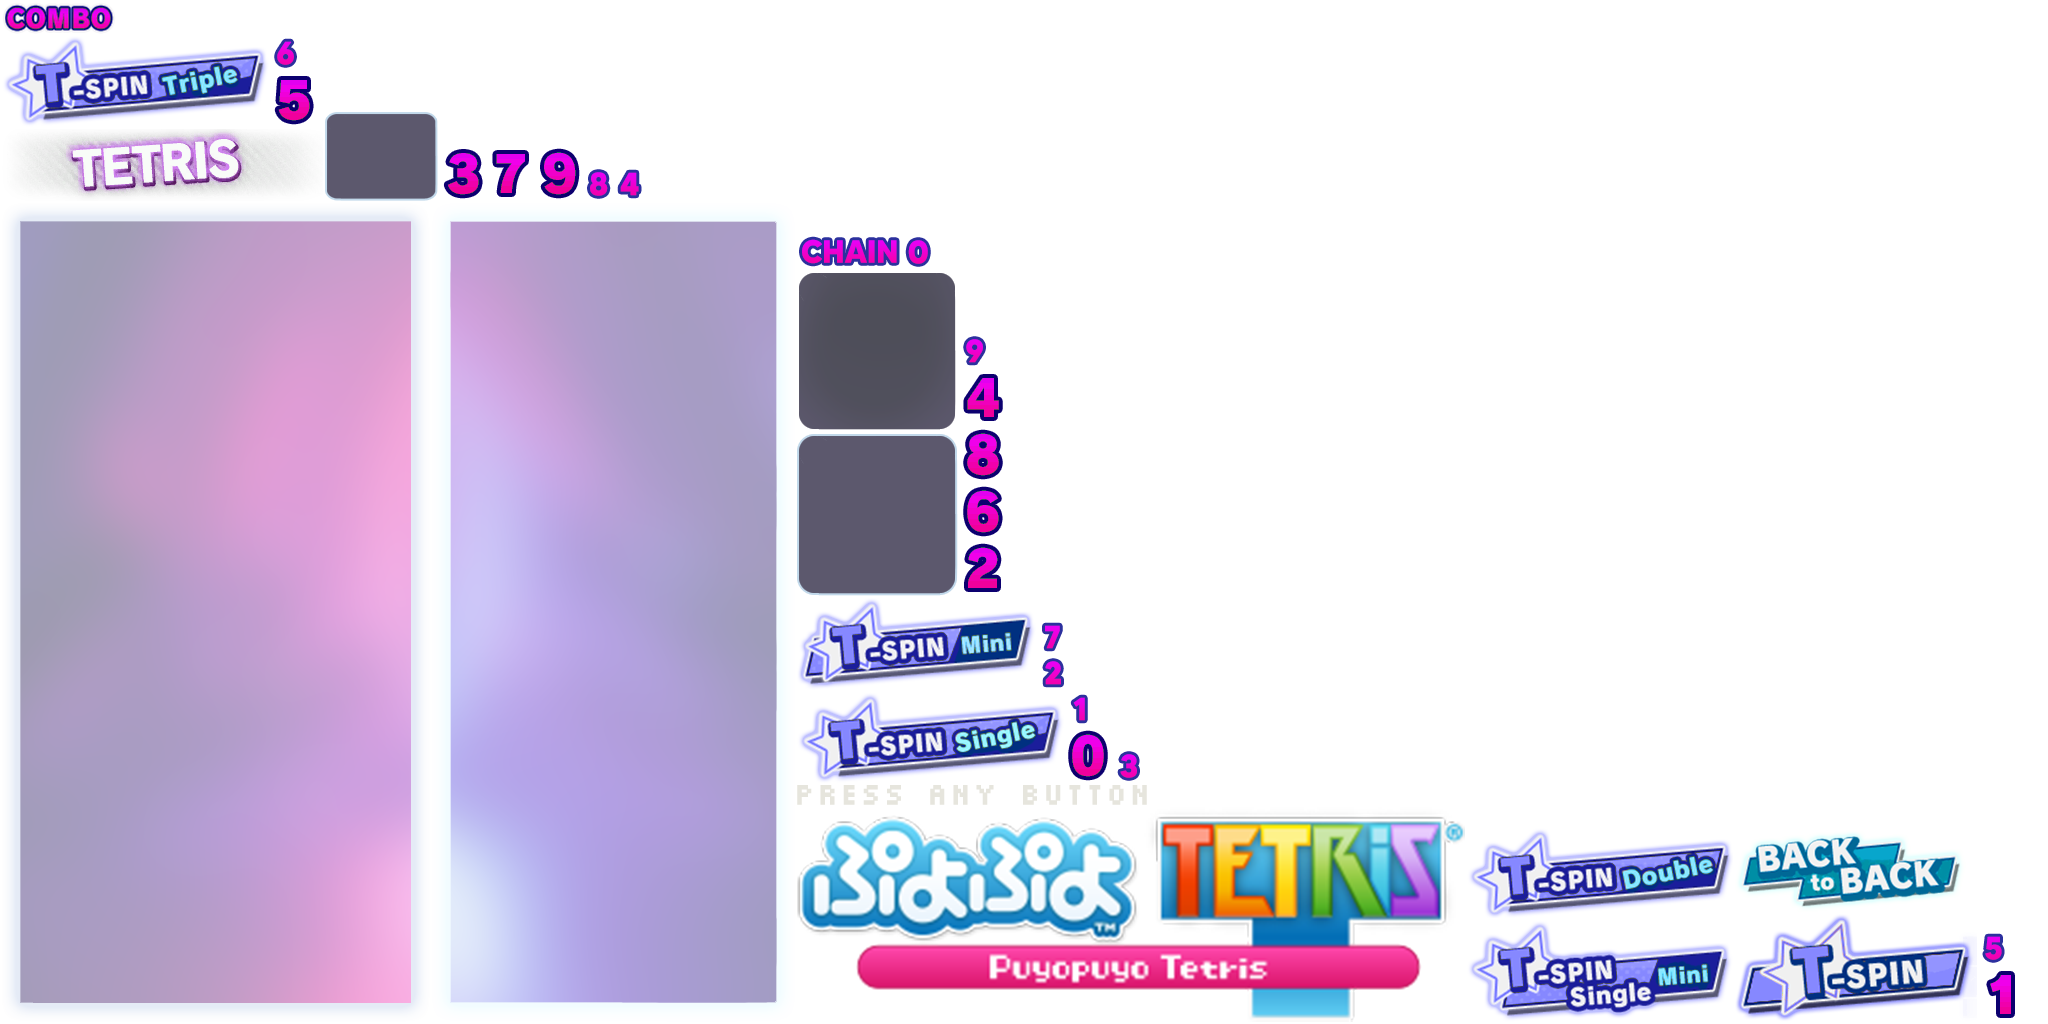 COMBO
T-SPIN Triple
6
5
TETRIS
3 7 9 8 4
CHAIN 0
9
4
8
6
2
T-SPIN Mini
7
2
T-SPIN Single
1
0 3
PRESS ANY BUTTON
ぷよぷよ™
TETRIS®
Puyopuyo Tetris
T-SPIN Double
BACK to BACK
T-SPIN Single Mini
T-SPIN
5
1